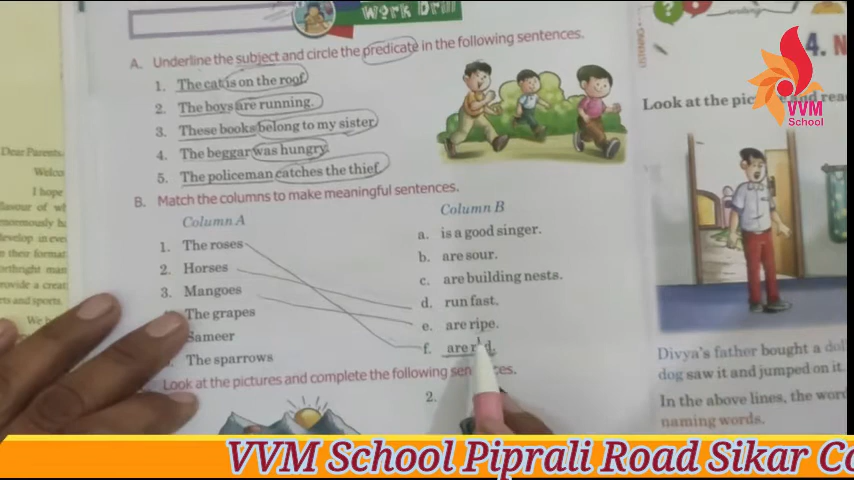 Work Drill
A. Underline the subject and circle the predicate in the following sentences.
1. The cat is on the roof.
2. The boys are running.
3. These books belong to my sister.
4. The beggar was hungry.
5. The policeman catches the thief.
B. Match the columns to make meaningful sentences.
Column A
1. The roses
2. Horses
3. Mangoes
The grapes
Sameer
The sparrows
Column B
a. is a good singer.
b. are sour.
c. are building nests.
d. run fast.
e. are ripe.
f. are
Look at the pictures and complete the following
2.
Dear Parents,
I hope
4. N
Look at the and
VVM
School
Divya's father bought a
dog saw it and jumped on it.
In the above lines, the
naming words.
VVM School Piprali Road Sikar